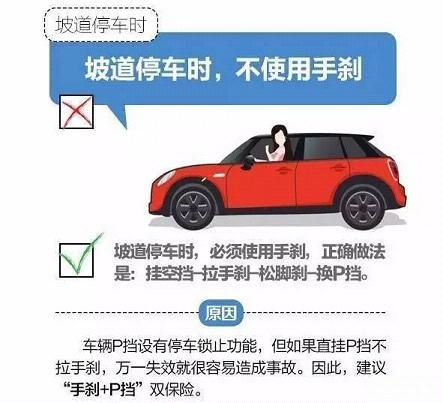 坡道停车时
坡道停车时，不使用手刹
坡道停车时，必须使用手刹，正确做法
是：挂空挡–拉手刹–松脚刹–换P挡。
原因
车辆P挡设有停车锁止功能，但如果直挂P挡不
拉手刹，万一失效就很容易造成事故。因此，建议
“手刹+P挡”双保险。